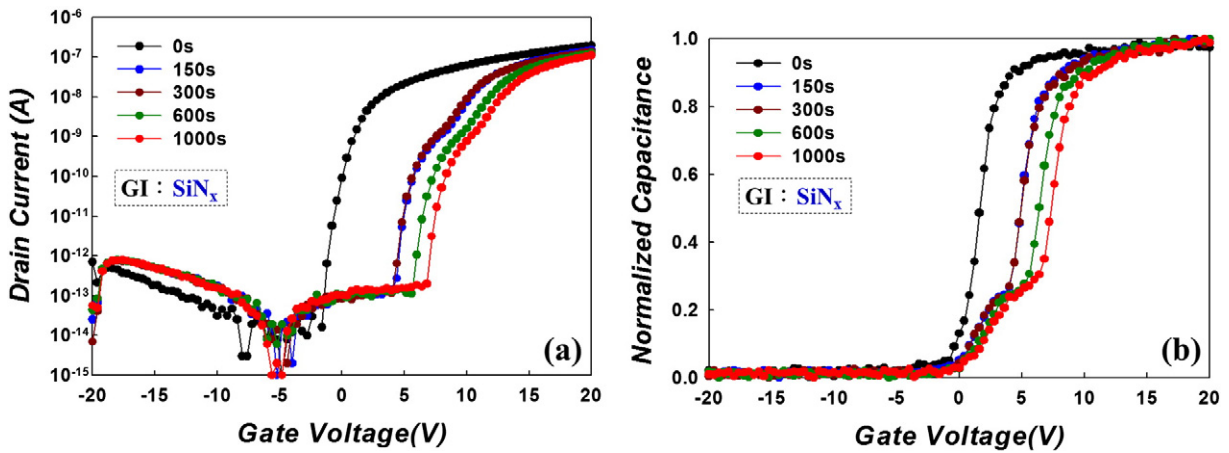 10⁻⁶
10⁻⁷
10⁻⁸
10⁻⁹
10⁻¹⁰
10⁻¹¹
10⁻¹²
10⁻¹³
10⁻¹⁴
10⁻¹⁵
Drain Current (A)
0s
150s
300s
600s
1000s
GI : SiNₓ
(a)
-20 -15 -10 -5 0 5 10 15 20
Gate Voltage(V)
1.0
0.8
0.6
0.4
0.2
0.0
Normalized Capacitance
0s
150s
300s
600s
1000s
GI : SiNₓ
(b)
-20 -15 -10 -5 0 5 10 15 20
Gate Voltage(V)